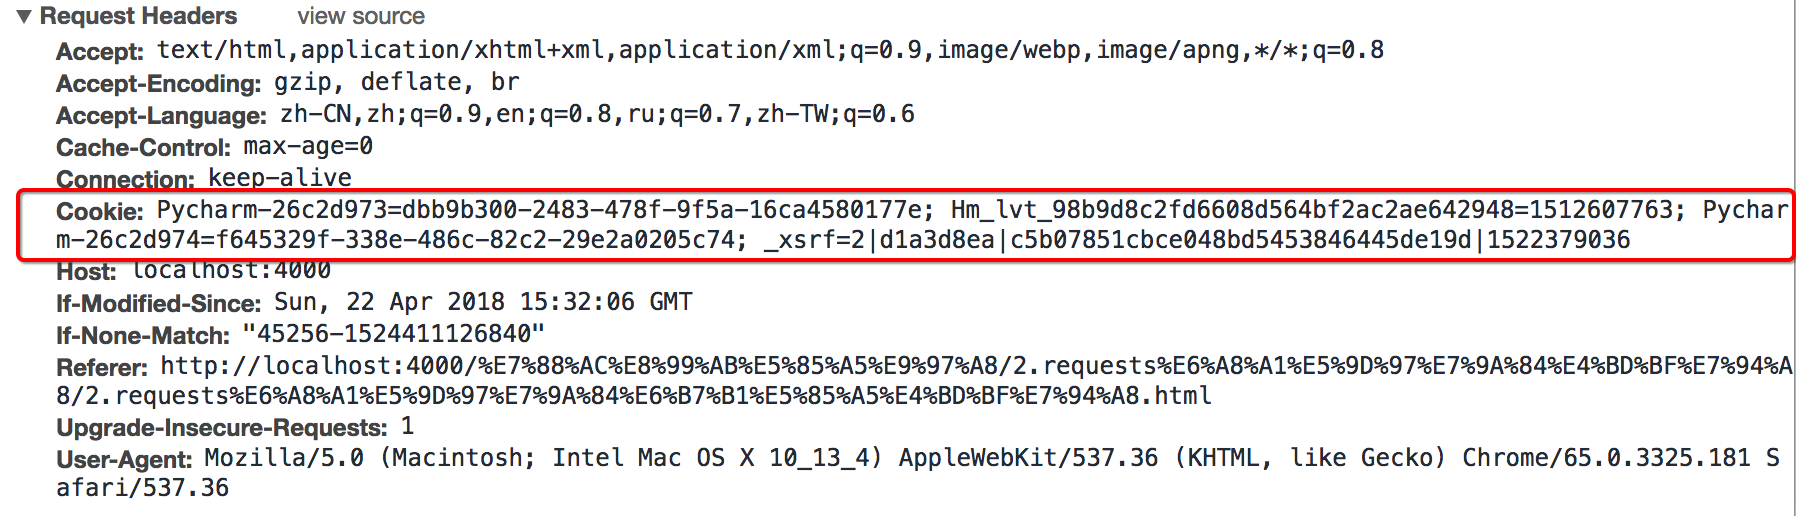 ▼ Request Headers view source
Accept: text/html,application/xhtml+xml,application/xml;q=0.9,image/webp,image/apng,*/*;q=0.8
Accept-Encoding: gzip, deflate, br
Accept-Language: zh-CN,zh;q=0.9,en;q=0.8,ru;q=0.7,zh-TW;q=0.6
Cache-Control: max-age=0
Connection: keep-alive
Cookie: Pycharm-26c2d973=dbb9b300-2483-478f-9f5a-16ca4580177e; Hm_lvt_98b9d8c2fd6608d564bf2ac2ae642948=1512607763; Pychar
m-26c2d974=f645329f-338e-486c-82c2-29e2a0205c74; _xsrf=2|d1a3d8ea|c5b07851cbce048bd5453846445de19d|1522379036
Host: localhost:4000
If-Modified-Since: Sun, 22 Apr 2018 15:32:06 GMT
If-None-Match: "45256-1524411126840"
Referer: http://localhost:4000/%E7%88%AC%E8%99%AB%E5%85%A5%E9%97%A8/2.requests%E6%A8%A1%E5%9D%97%E7%9A%84%E4%BD%BF%E7%94%A
8/2.requests%E6%A8%A1%E5%9D%97%E7%9A%84%E6%B7%B1%E5%85%A5%E4%BD%BF%E7%94%A8.html
Upgrade-Insecure-Requests: 1
User-Agent: Mozilla/5.0 (Macintosh; Intel Mac OS X 10_13_4) AppleWebKit/537.36 (KHTML, like Gecko) Chrome/65.0.3325.181 S
afari/537.36